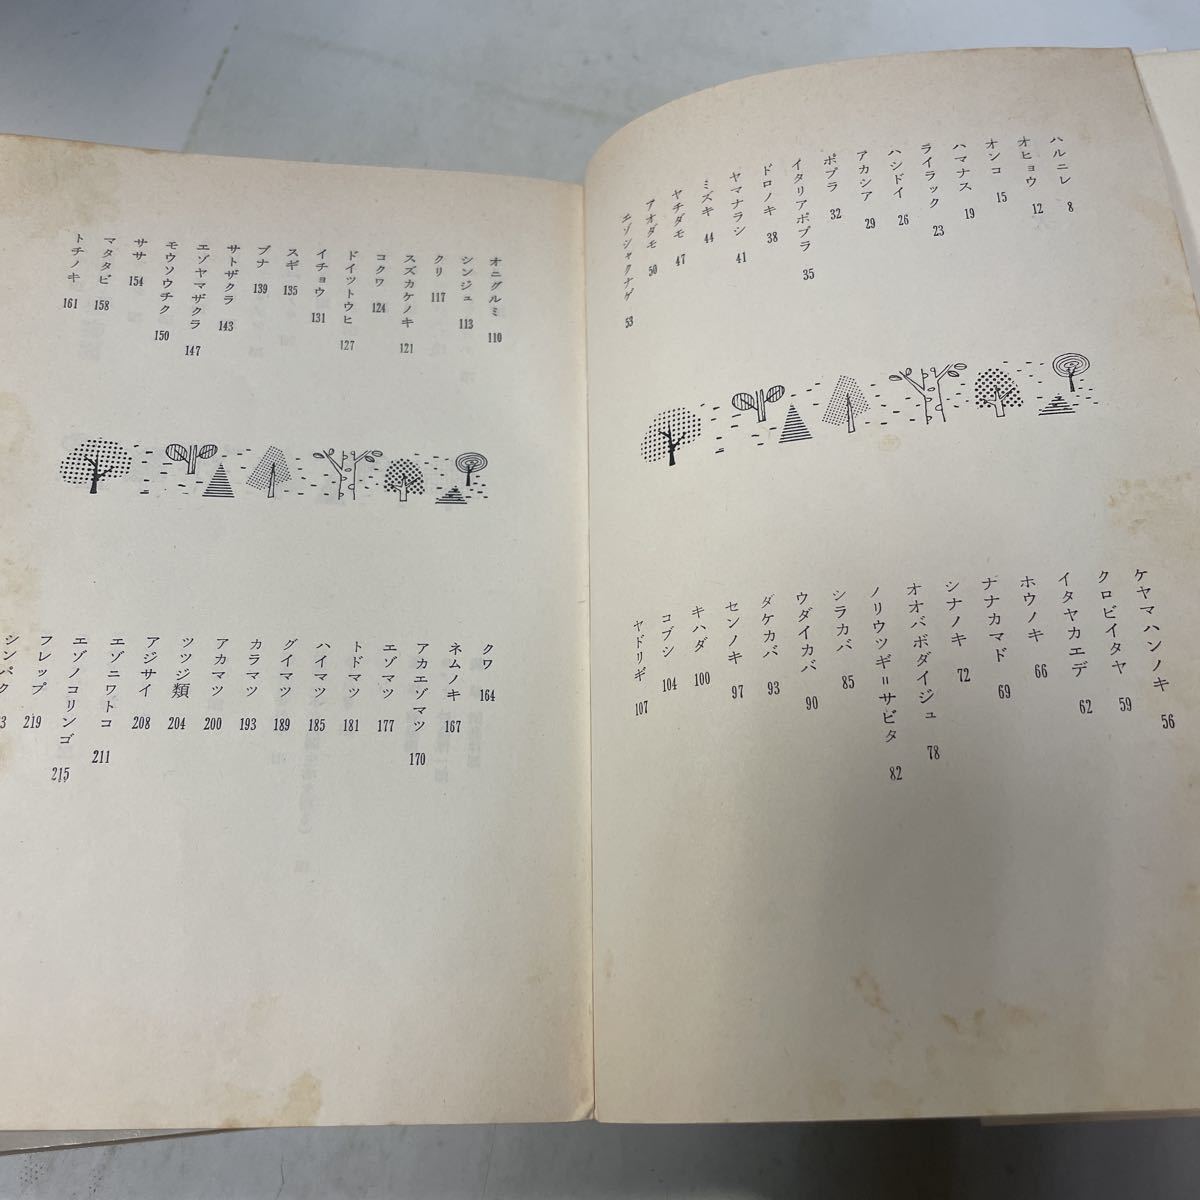 ハルニレ 8
オヒョウ 12
オンコ 15
ハマナス 19
ライラック 23
ハシドイ 26
アカシア 29
ポプラ 32
イタリアポプラ 35
ドロノキ 38
ヤマナラシ 41
ミズキ 44
ヤチダモ 47
アオダモ 50
エゾシャクナゲ 53
ケヤマハンノキ 56
クロビイタヤ 59
イタヤカエデ 62
ホウノキ 66
ナナカマド 69
シナノキ 72
オオバボダイジュ 78
ノリウツギ=サビタ 82
シラカバ 85
ウダイカバ 90
ダケカバ 93
センノキ 97
キハダ 100
コブシ 104
ヤドリギ 107
オニグルミ 110
シンジュ 113
クリ 117
スズカケノキ 121
コクワ 124
ドイツトウヒ 127
イチョウ 131
スギ 135
ブナ 139
サトザクラ 143
エゾヤマザクラ 147
モウソウチク 150
ササ 154
マタタビ 158
トチノキ 161
クワ 164
ネムノキ 167
アカエゾマツ 170
エゾマツ 177
トドマツ 181
ハイマツ 185
グイマツ 189
カラマツ 193
アカマツ 200
ツツジ類 204
アジサイ 208
エゾニワトコ 211
エゾノコリンゴ 215
フレップ 219
シンパク 3